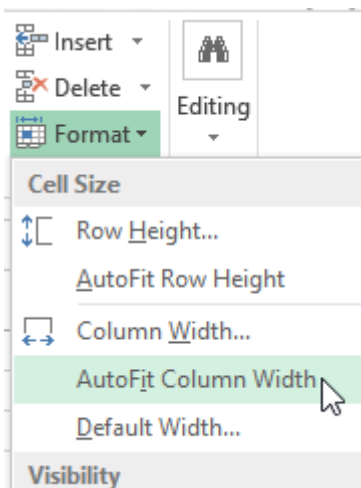 Insert
Delete
Format
Editing
Cell Size
Row Height...
AutoFit Row Height
Column Width...
AutoFit Column Width
Default Width...
Visibility